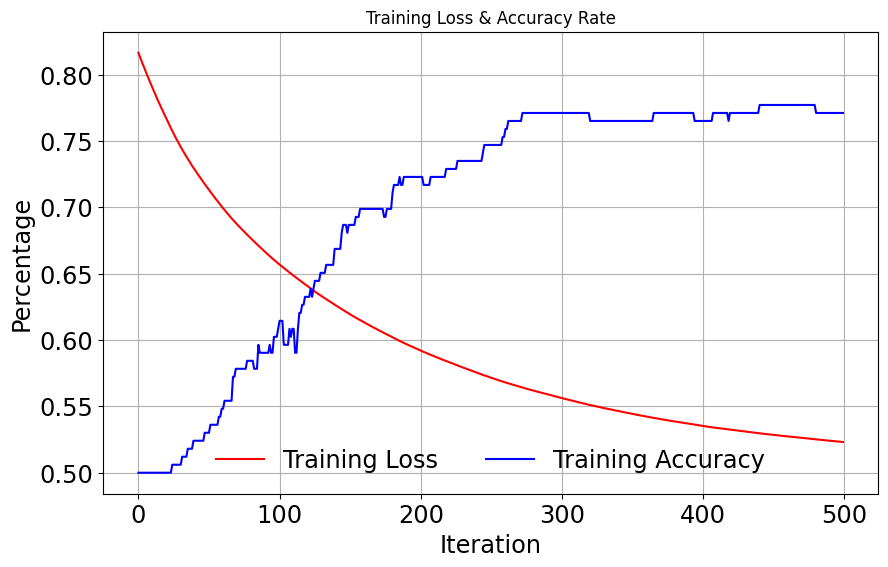 Training Loss & Accuracy Rate
Percentage
0.80
0.75
0.70
0.65
0.60
0.55
0.50
Training Loss
Training Accuracy
0 100 200 300 400 500
Iteration